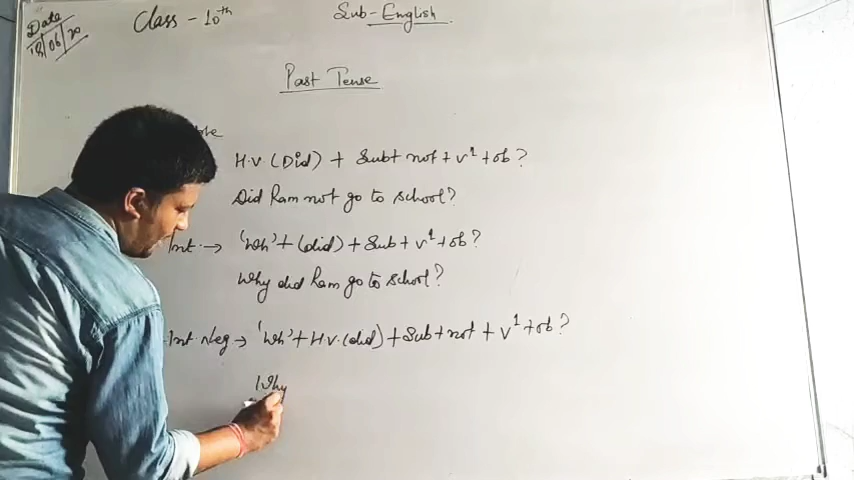 Date
18/06/20
Class - 10th
Sub-English
Past Tense
H.V. (Did) + Sub + not + V1 + ob?
Did Ram not go to school?
Int. → 'Wh' + (did) + Sub + V1 + ob?
Why did Ram go to school?
Int. Neg → 'Wh' + H.V. (did) + Sub + not + V1 + ob?
Why